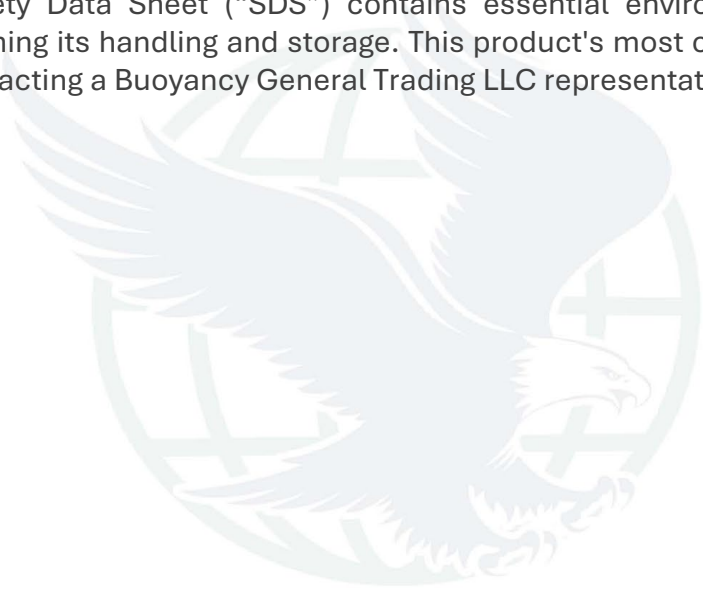 Data Sheet ("SDS") contains essential
its handling and storage. This product's most
a Buoyancy General Trading LLC